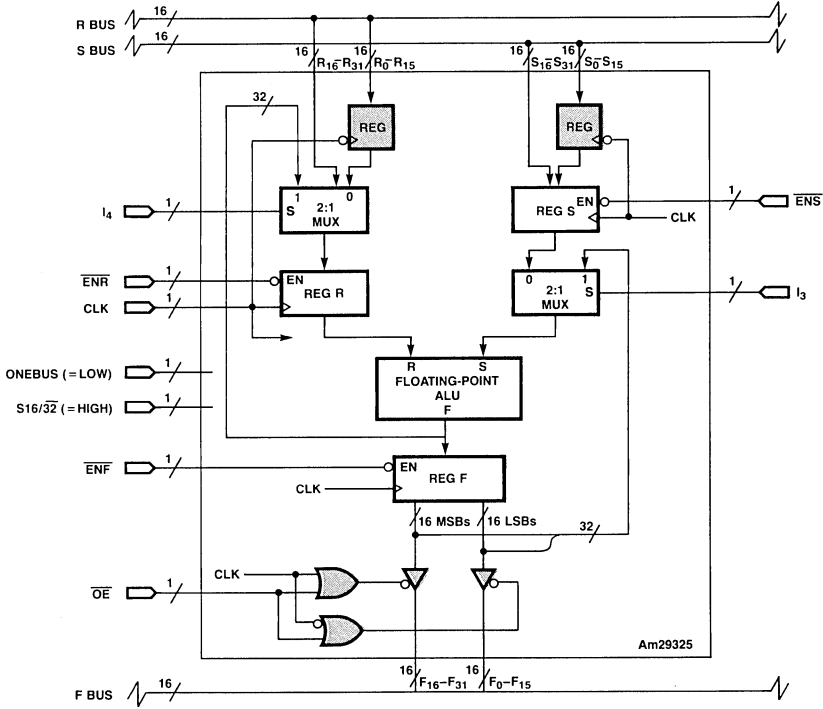 R BUS 16
S BUS 16
16 R16–R31 16 R0–R15
16 S16–S31 16 S0–S15
32
REG
REG
1 0
I4 1 S 2:1 MUX
EN REG S
1 ENS
CLK
ENR 1 EN
REG R
CLK 1
0 1
2:1 MUX S
1 I3
R S
FLOATING-POINT
ALU
F
ONEBUS (=LOW) 1
S16/32 (=HIGH) 1
ENF 1 EN
REG F
CLK
16 MSBs 16 LSBs 32
CLK
OE 1
Am29325
16 F16–F31 16 F0–F15
F BUS 16